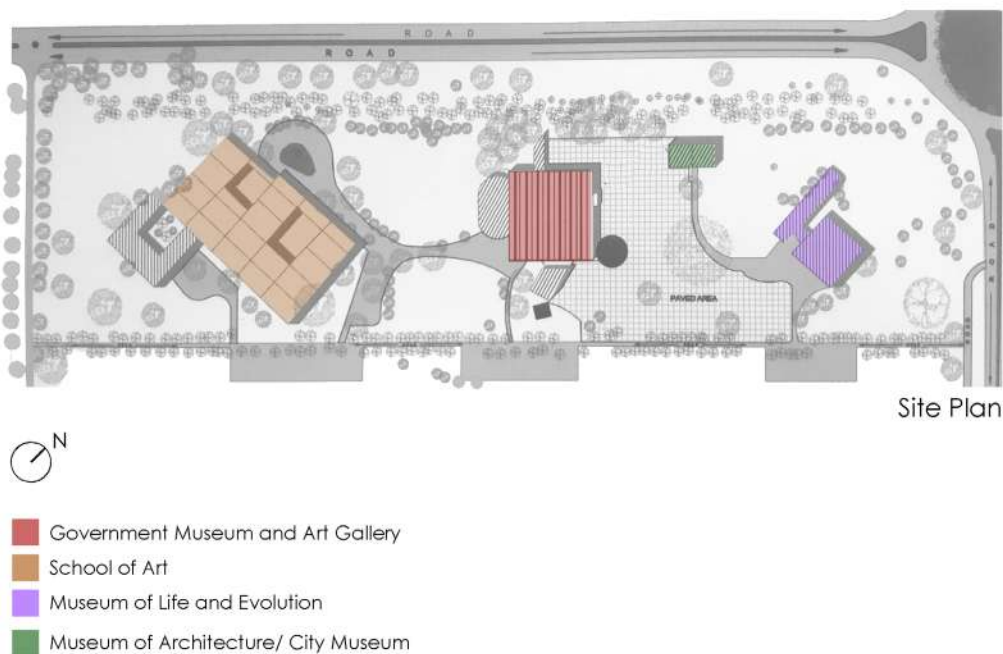 ROAD
ROAD
ROAD
PAVED AREA
Site Plan
N
Government Museum and Art Gallery
School of Art
Museum of Life and Evolution
Museum of Architecture/ City Museum